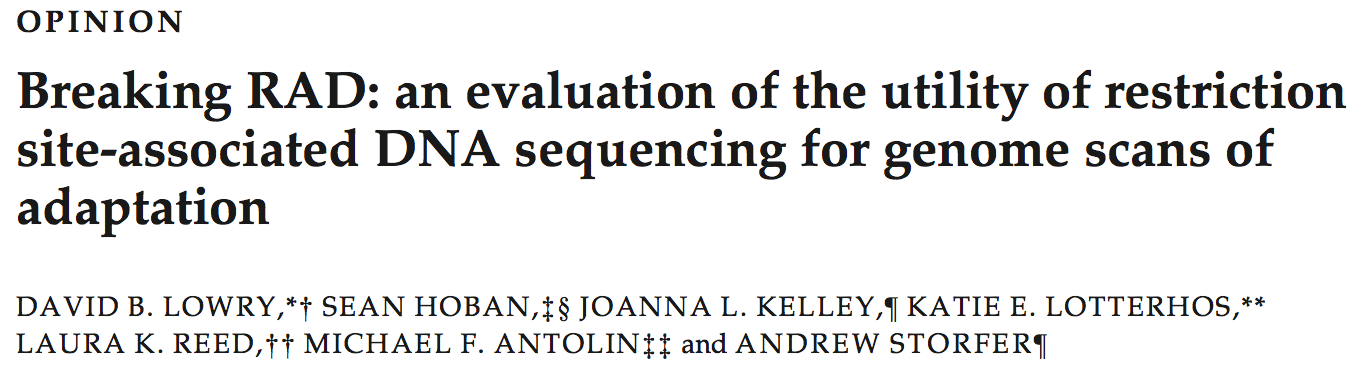 OPINION
Breaking RAD: an evaluation of the utility of restriction
site-associated DNA sequencing for genome scans of
adaptation
DAVID B. LOWRY,*† SEAN HOBAN,‡§ JOANNA L. KELLEY,¶ KATIE E. LOTTERHOS,**
LAURA K. REED,†† MICHAEL F. ANTOLIN‡‡ and ANDREW STORFER¶